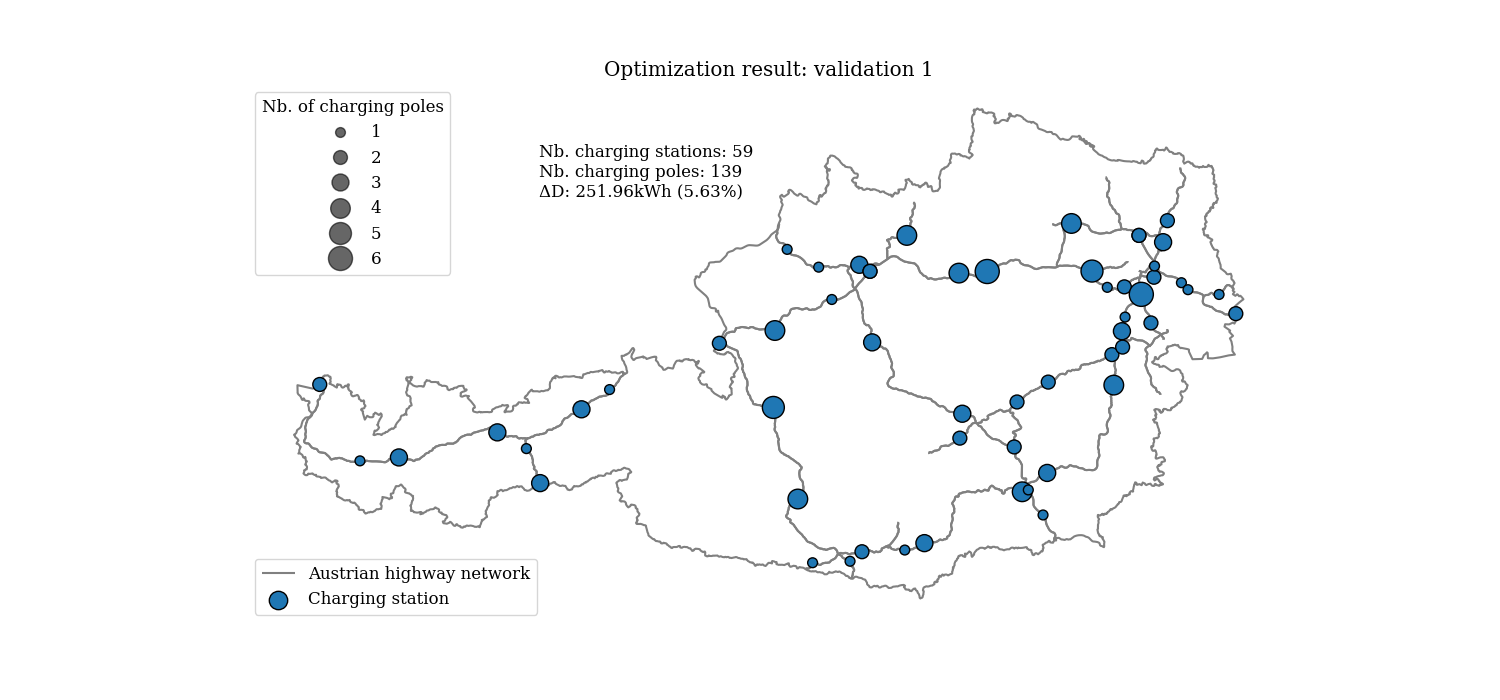 Optimization result: validation 1
Nb. of charging poles
1
2
3
4
5
6
Nb. charging stations: 59
Nb. charging poles: 139
ΔD: 251.96kWh (5.63%)
Austrian highway network
Charging station